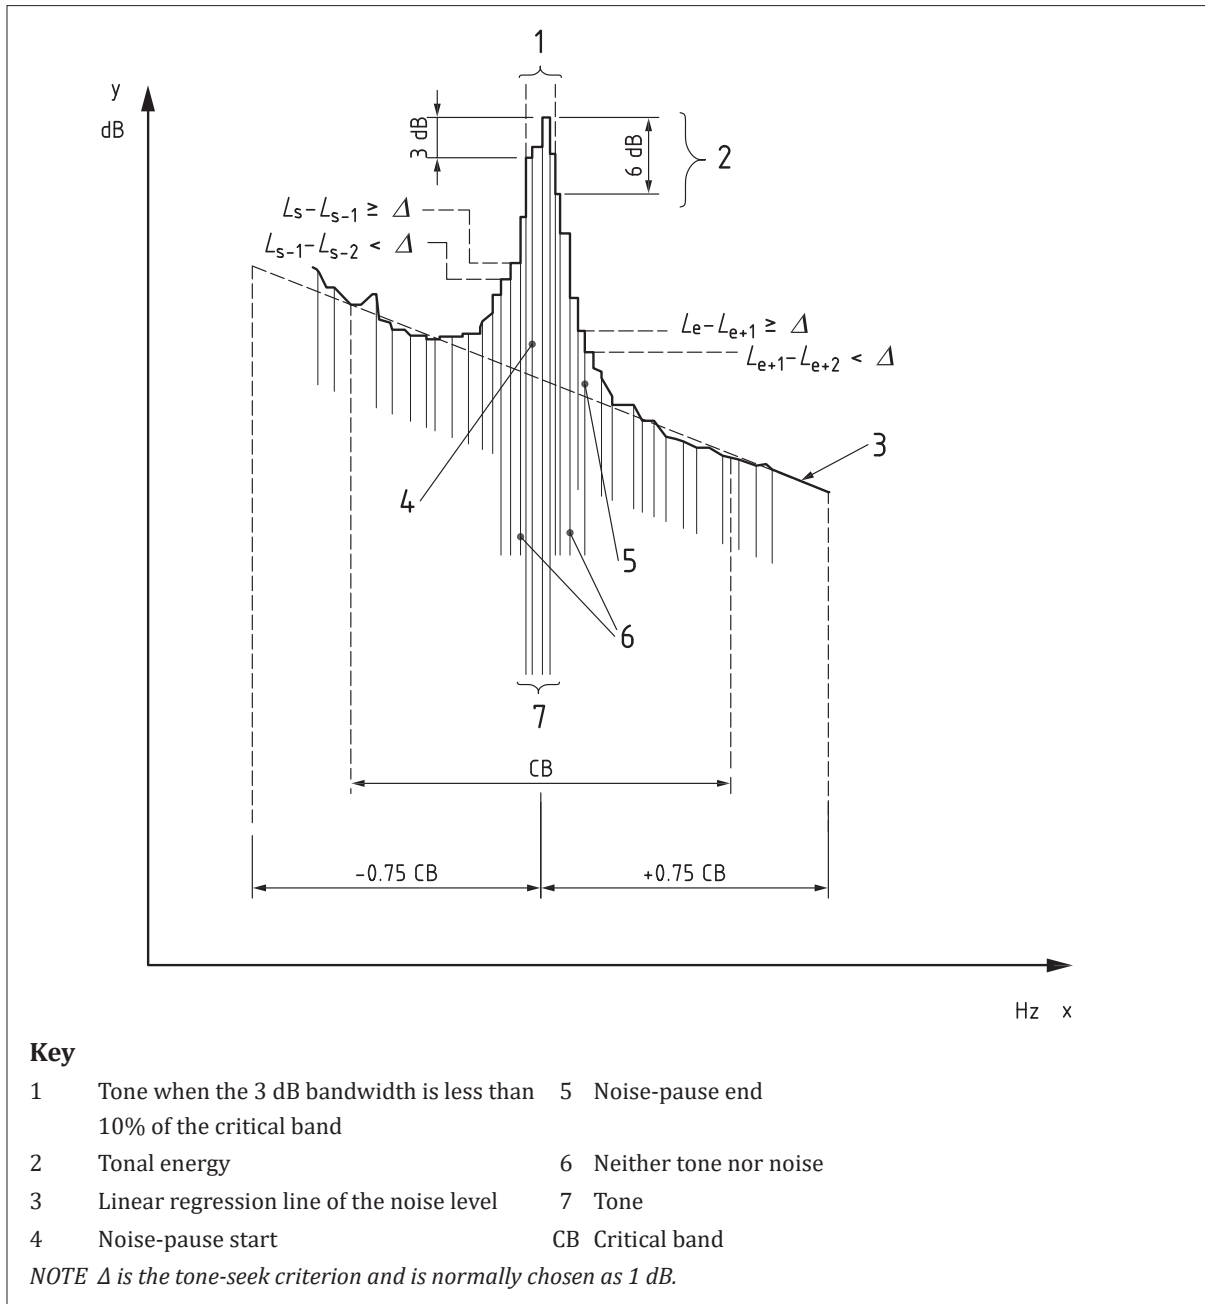 1
y
dB
3 dB
6 dB
2
Ls–Ls–1 ≥ Δ
Ls–1–Ls–2 < Δ
Le–Le+1 ≥ Δ
Le+1–Le+2 < Δ
3
4
5
6
7
CB
–0.75 CB
+0.75 CB
Hz x
Key
1 Tone when the 3 dB bandwidth is less than 10% of the critical band
2 Tonal energy
3 Linear regression line of the noise level
4 Noise-pause start
5 Noise-pause end
6 Neither tone nor noise
7 Tone
CB Critical band
NOTE Δ is the tone-seek criterion and is normally chosen as 1 dB.